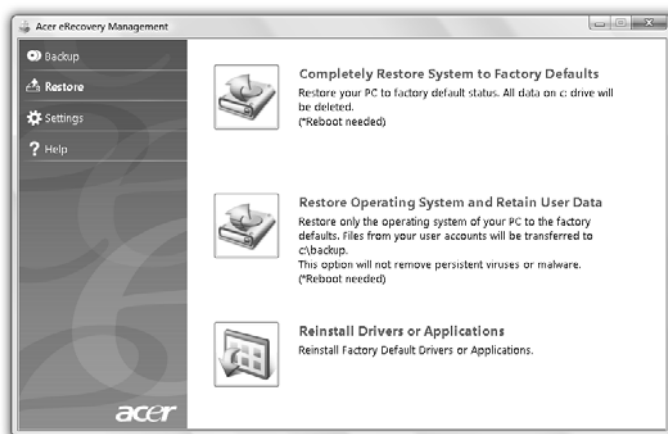 Acer eRecovery Management
Backup
Restore
Settings
? Help
Completely Restore System to Factory Defaults
Restore your PC to factory default status. All data on c: drive will
be deleted.
(*Reboot needed)
Restore Operating System and Retain User Data
Restore only the operating system of your PC to the factory
defaults. Files from your user accounts will be transferred to
c:\backup.
This option will not remove persistent viruses or malware.
(*Reboot needed)
Reinstall Drivers or Applications
Reinstall Factory Default Drivers or Applications.
acer